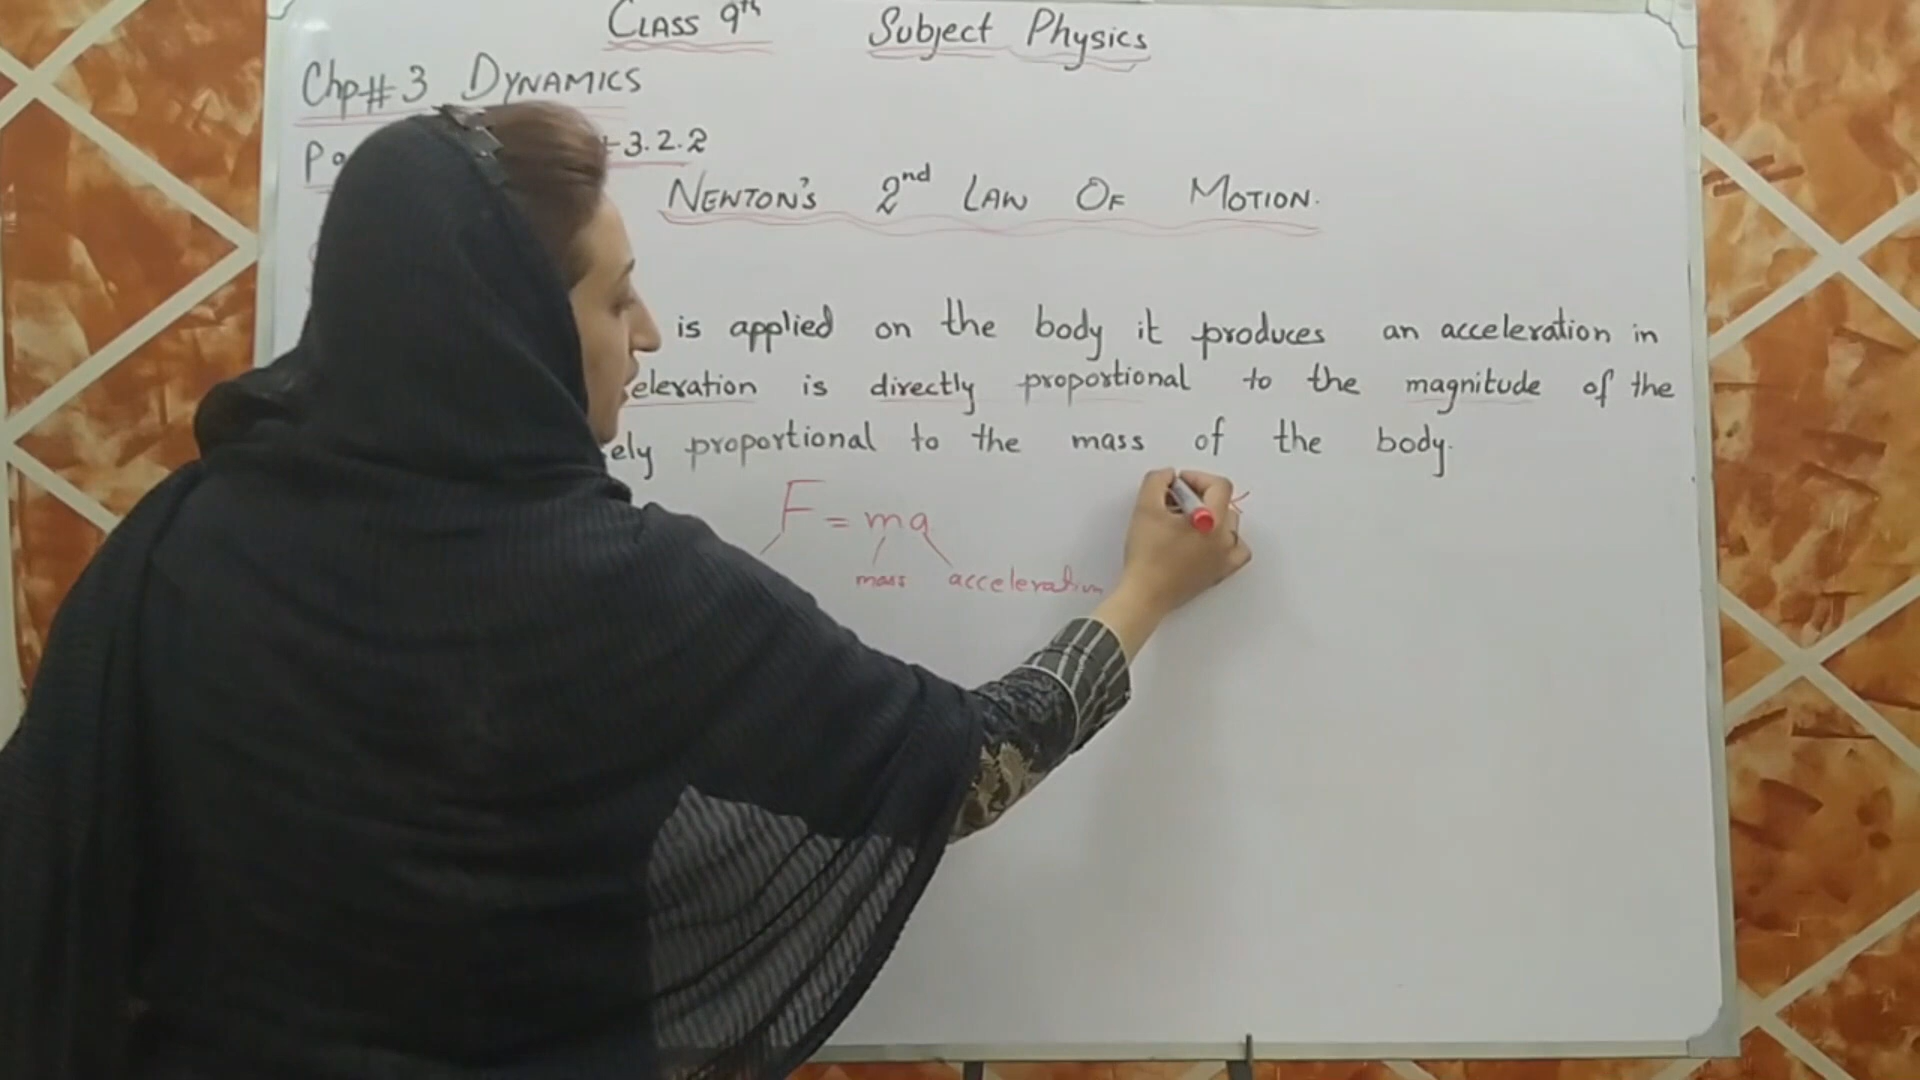 CLASS 9th Subject Physics
Chp# 3 DYNAMICS
3.2.2
NEWTON'S 2nd LAW OF MOTION.
is applied on the body it produces an acceleration in
eleration is directly proportional to the magnitude of the
ely proportional to the mass of the body.
F = ma
mass acceleration